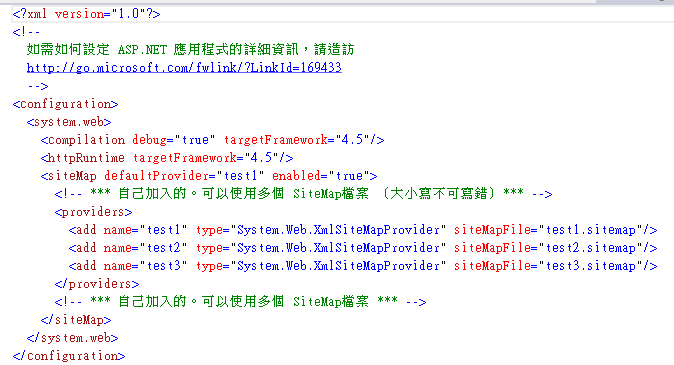 <?xml version="1.0"?>
<!--
如需如何設定 ASP.NET 應用程式的詳細資訊，請造訪
http://go.microsoft.com/fwlink/?LinkId=169433
-->
<configuration>
<system.web>
<compilation debug="true" targetFramework="4.5"/>
<httpRuntime targetFramework="4.5"/>
<siteMap defaultProvider="test1" enabled="true">
<!-- *** 自己加入的。可以使用多個 SiteMap檔案 （大小寫不可寫錯）*** -->
<providers>
<add name="test1" type="System.Web.XmlSiteMapProvider" siteMapFile="test1.sitemap"/>
<add name="test2" type="System.Web.XmlSiteMapProvider" siteMapFile="test2.sitemap"/>
<add name="test3" type="System.Web.XmlSiteMapProvider" siteMapFile="test3.sitemap"/>
</providers>
<!-- *** 自己加入的。可以使用多個 SiteMap檔案 *** -->
</siteMap>
</system.web>
</configuration>